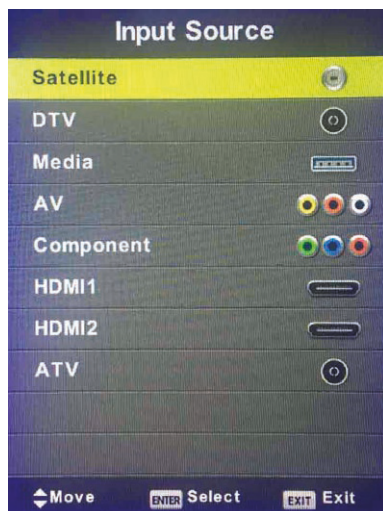 Input Source
Satellite
DTV
Media
AV
Component
HDMI1
HDMI2
ATV
Move ENTER Select EXIT Exit